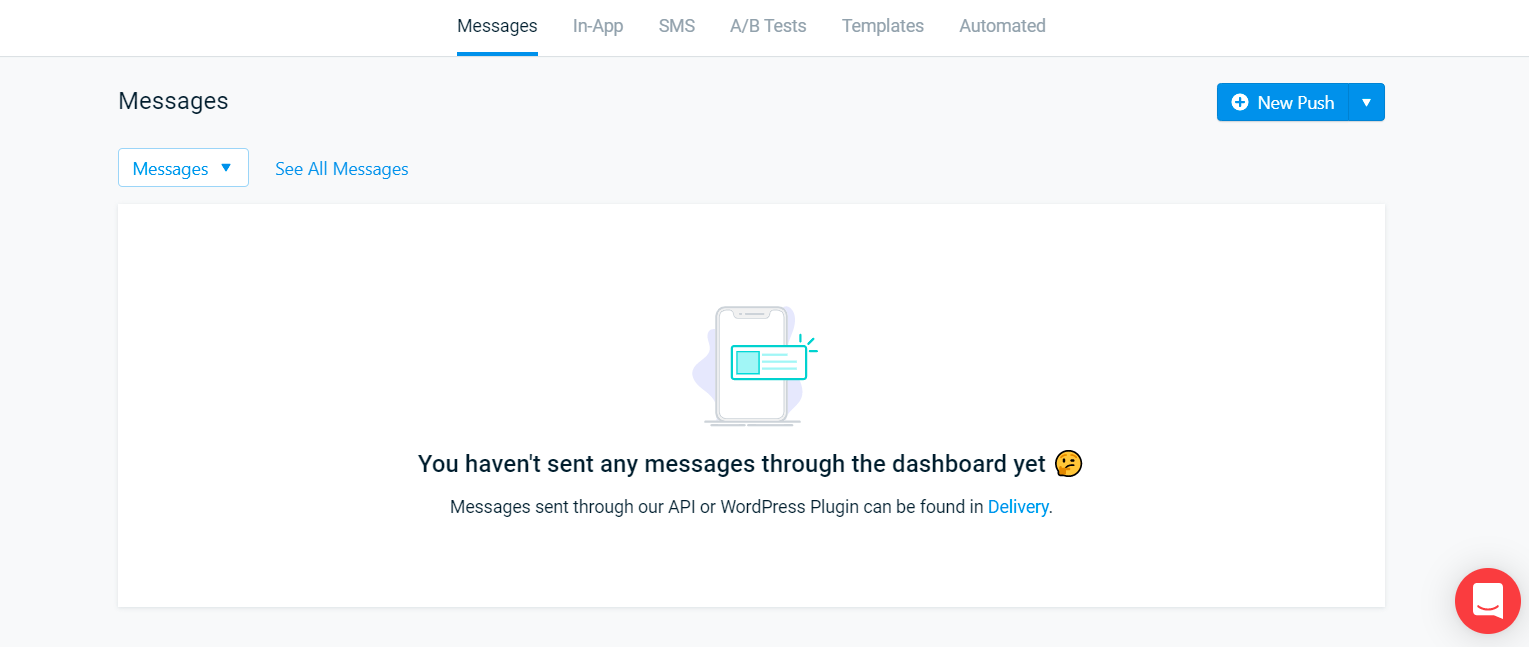 Messages In-App SMS A/B Tests Templates Automated
Messages
New Push
Messages See All Messages
You haven't sent any messages through the dashboard yet 🤔
Messages sent through our API or WordPress Plugin can be found in Delivery.